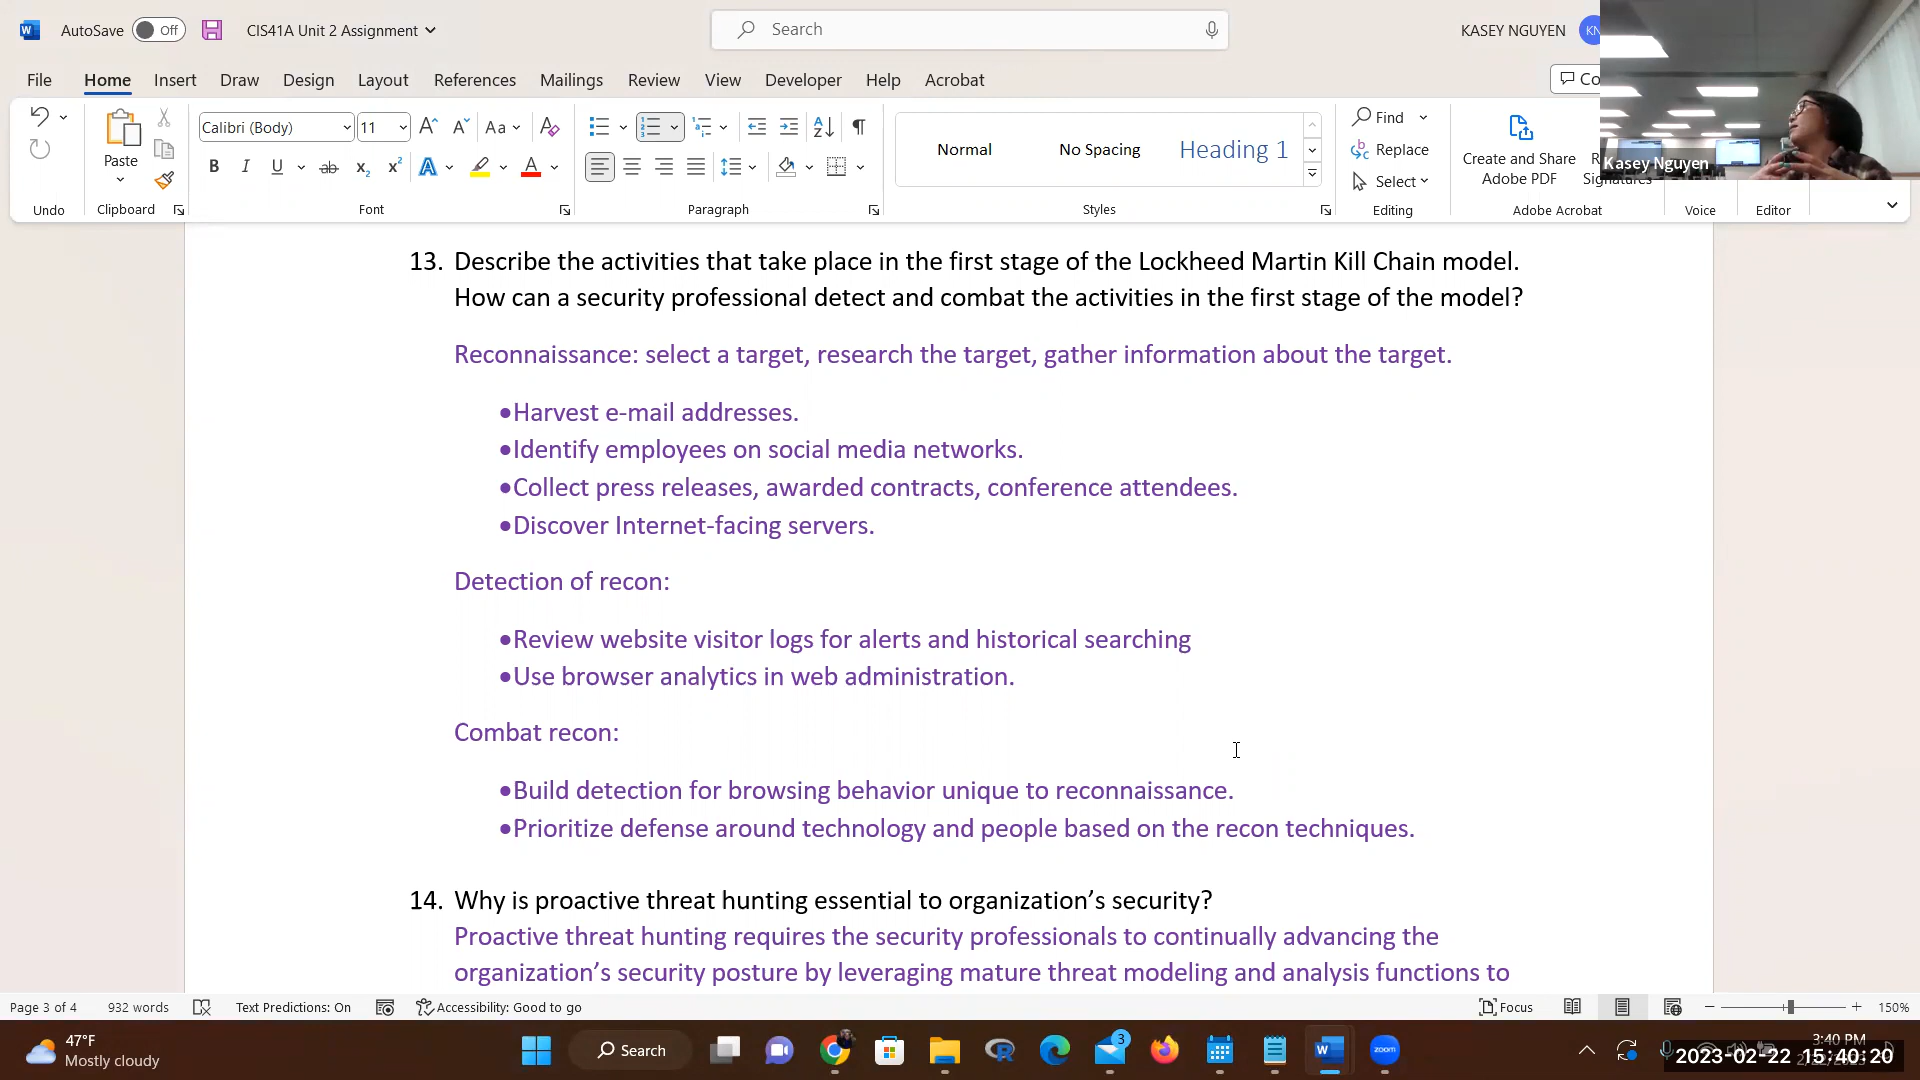 AutoSave Off CIS41A Unit 2 Assignment Search KASEY NGUYEN KN
File Home Insert Draw Design Layout References Mailings Review View Developer Help Acrobat Co
Calibri (Body) 11 Aa Find
Paste Normal No Spacing Heading 1 Replace Create and Share
B I U ab x₂ x² A A Select Adobe PDF Signatures
Kasey Nguyen
Undo Clipboard Font Paragraph Styles Editing Adobe Acrobat Voice Editor
13. Describe the activities that take place in the first stage of the Lockheed Martin Kill Chain model.
How can a security professional detect and combat the activities in the first stage of the model?
Reconnaissance: select a target, research the target, gather information about the target.
•Harvest e-mail addresses.
•Identify employees on social media networks.
•Collect press releases, awarded contracts, conference attendees.
•Discover Internet-facing servers.
Detection of recon:
•Review website visitor logs for alerts and historical searching
•Use browser analytics in web administration.
Combat recon:
•Build detection for browsing behavior unique to reconnaissance.
•Prioritize defense around technology and people based on the recon techniques.
14. Why is proactive threat hunting essential to organization’s security?
Proactive threat hunting requires the security professionals to continually advancing the
organization’s security posture by leveraging mature threat modeling and analysis functions to
Page 3 of 4 932 words Text Predictions: On Accessibility: Good to go Focus 150%
47°F
Mostly cloudy
Search 3 zoom
3:40 PM
2023-02-22 15:40:20